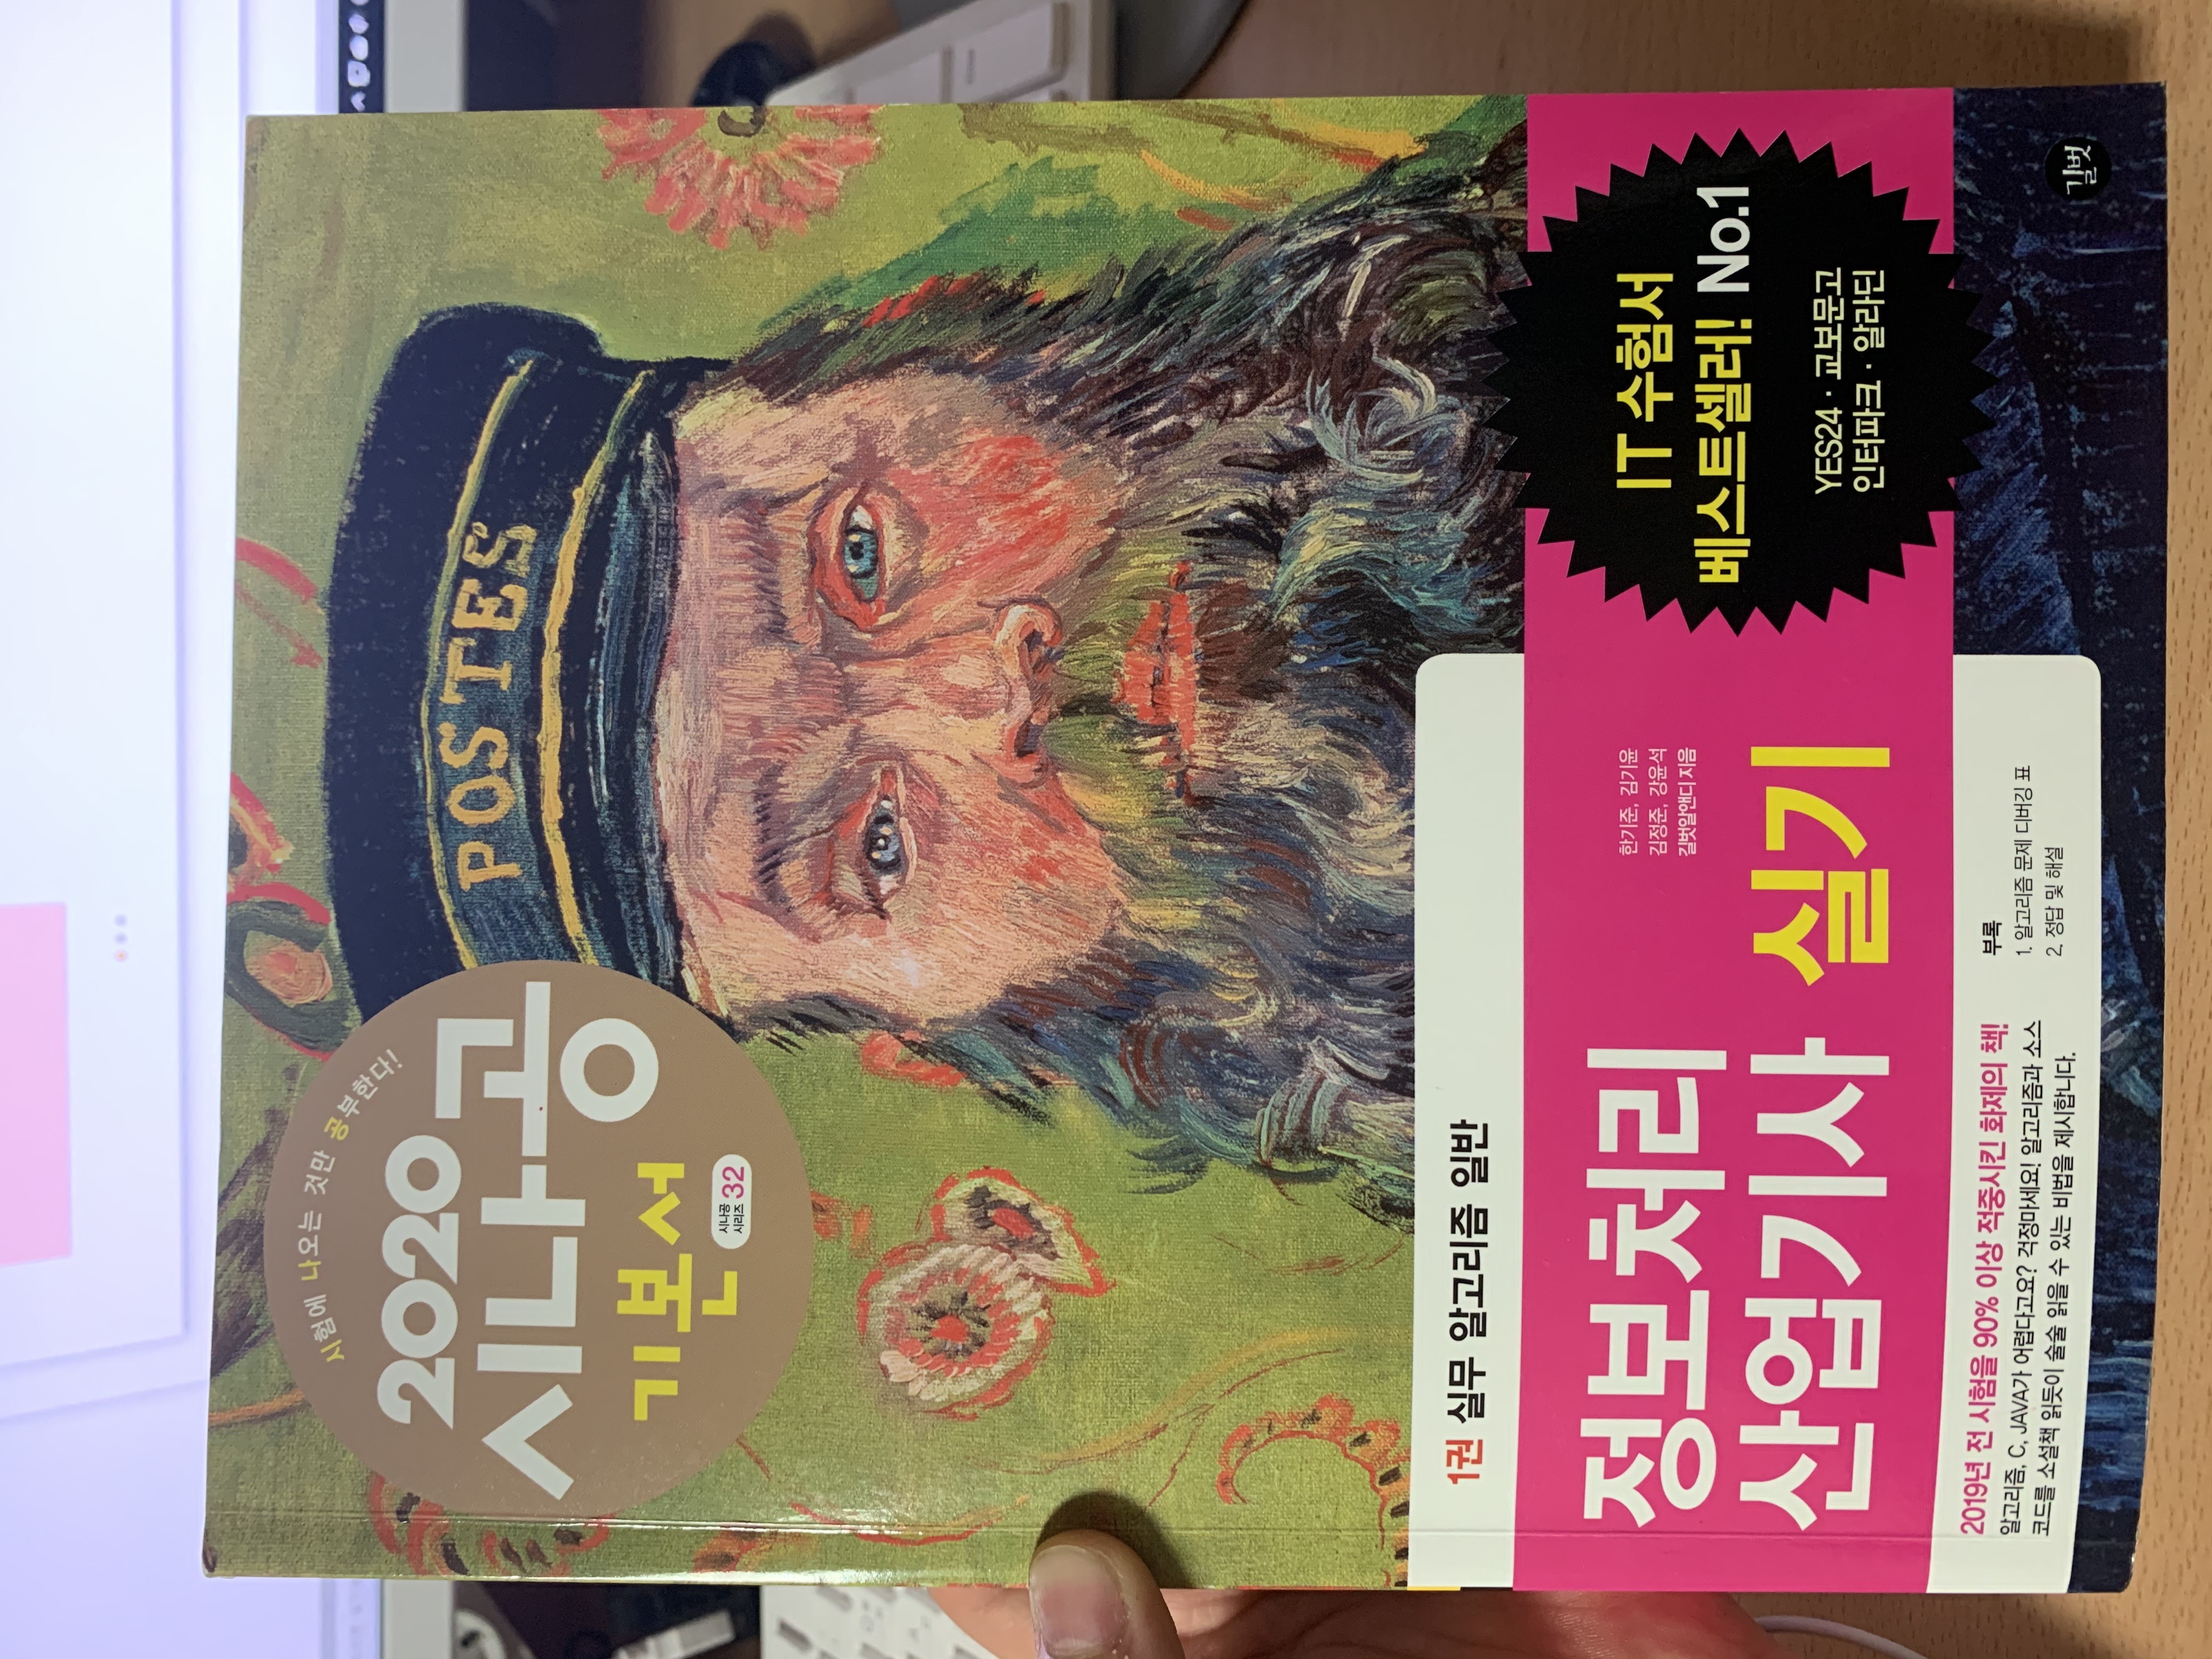 시험에 나오는 것만 공부한다!
2020
시나공
기본서
시나공
시리즈 32
POSTES
1권 실무 알고리즘 일반
정보처리
산업기사 실기
한기준, 김기윤
김정준, 강윤석
길벗알앤디 지음
IT 수험서
베스트셀러! No.1
YES24 · 교보문고
인터파크 · 알라딘
2019년 전 시험을 90% 이상 적중시킨 화제의 책!
알고리즘, C, JAVA가 어렵다고요? 걱정마세요! 알고리즘과 소스
코드를 소설책 읽듯이 술술 읽을 수 있는 비법을 제시합니다.
부록
1. 알고리즘 문제 디버깅 표
2. 정답 및 해설
길벗